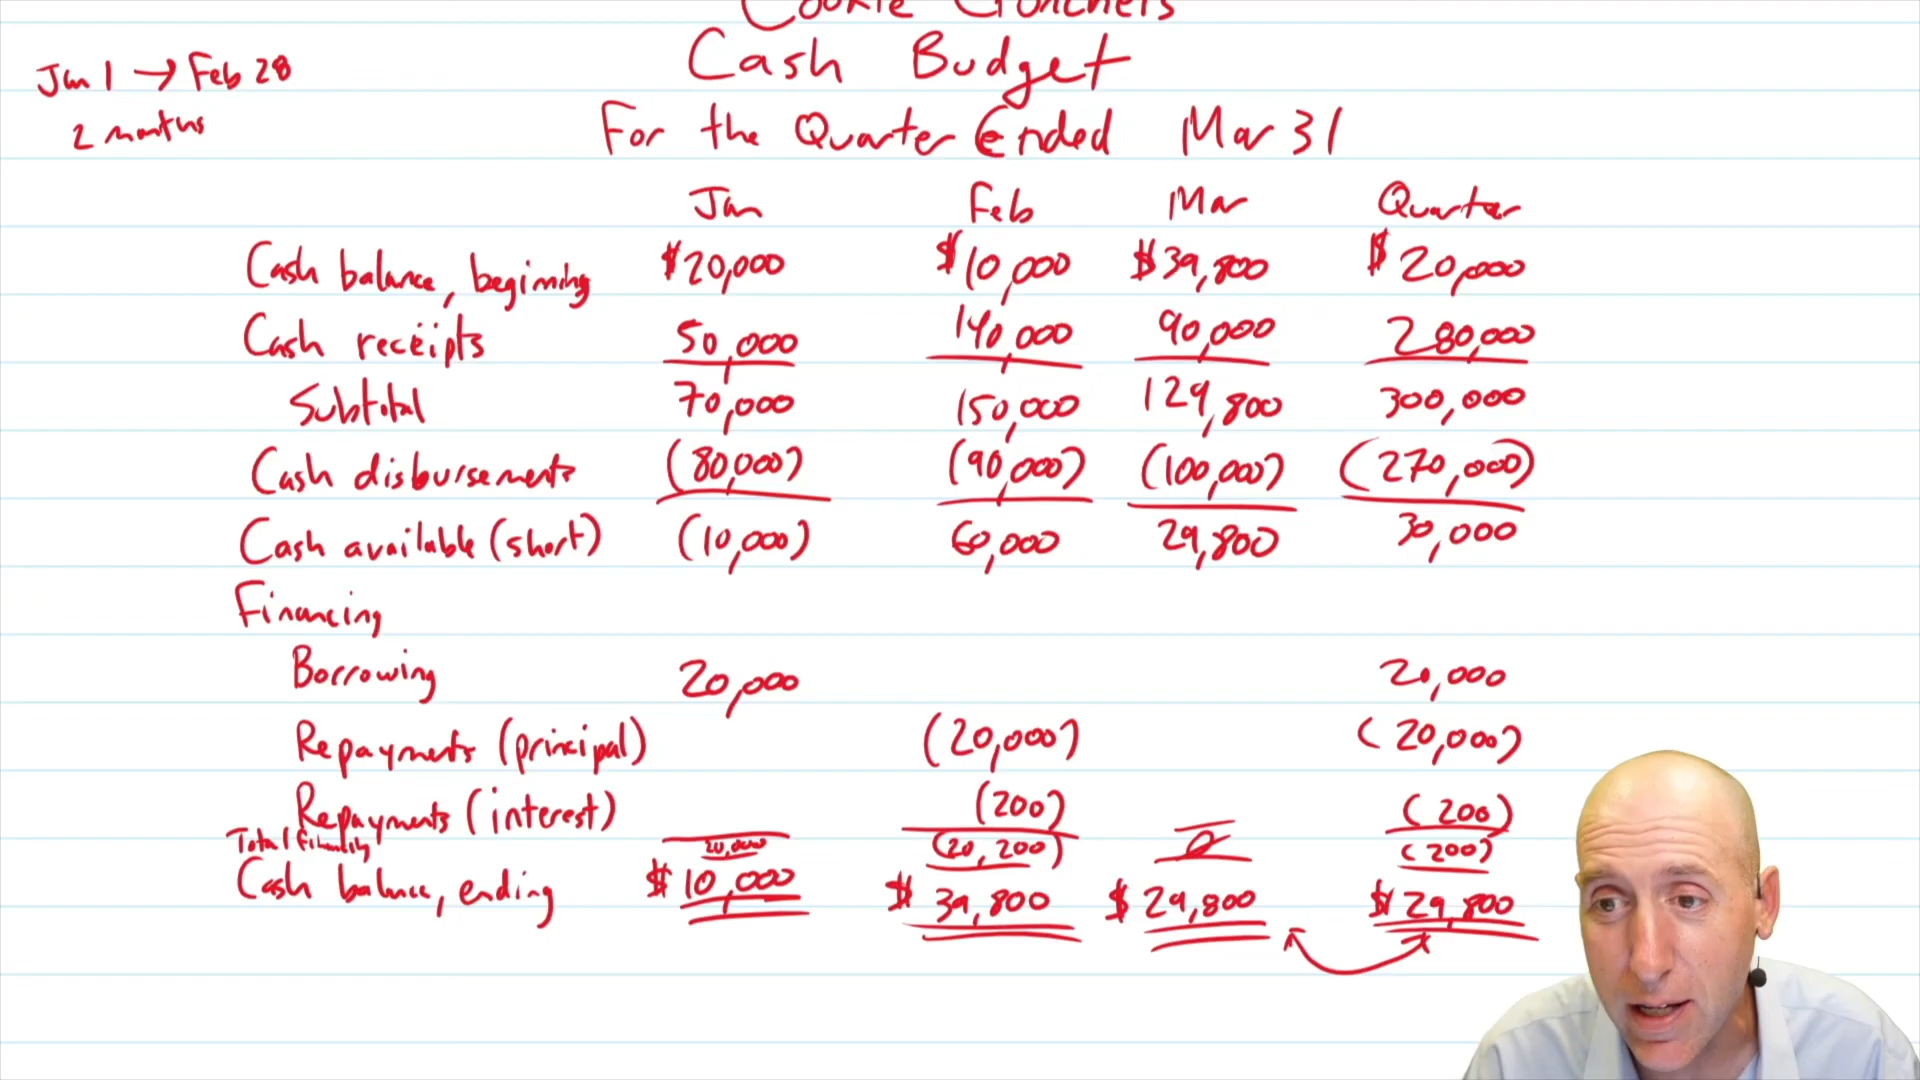 Cookie Crunchers
Cash Budget
For the Quarter Ended Mar 31
Jan 1 → Feb 28
2 months
Jan Feb Mar Quarter
Cash balance, beginning $20,000 $10,000 $39,800 $20,000
Cash receipts 50,000 140,000 90,000 280,000
Subtotal 70,000 150,000 129,800 300,000
Cash disbursements (80,000) (90,000) (100,000) (270,000)
Cash available (short) (10,000) 60,000 29,800 30,000
Financing
Borrowing 20,000 20,000
Repayments (principal) (20,000) (20,000)
Repayments (interest) (200) (200)
Total financing 20,000 (20,200) 0 (200)
Cash balance, ending $10,000 $39,800 $29,800 $29,800